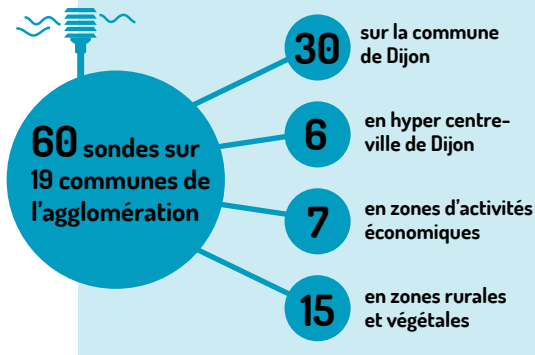 60 sondes sur
19 communes de
l'agglomération
30
sur la commune
de Dijon
6
en hyper centre-
ville de Dijon
7
en zones d'activités
économiques
15
en zones rurales
et végétales